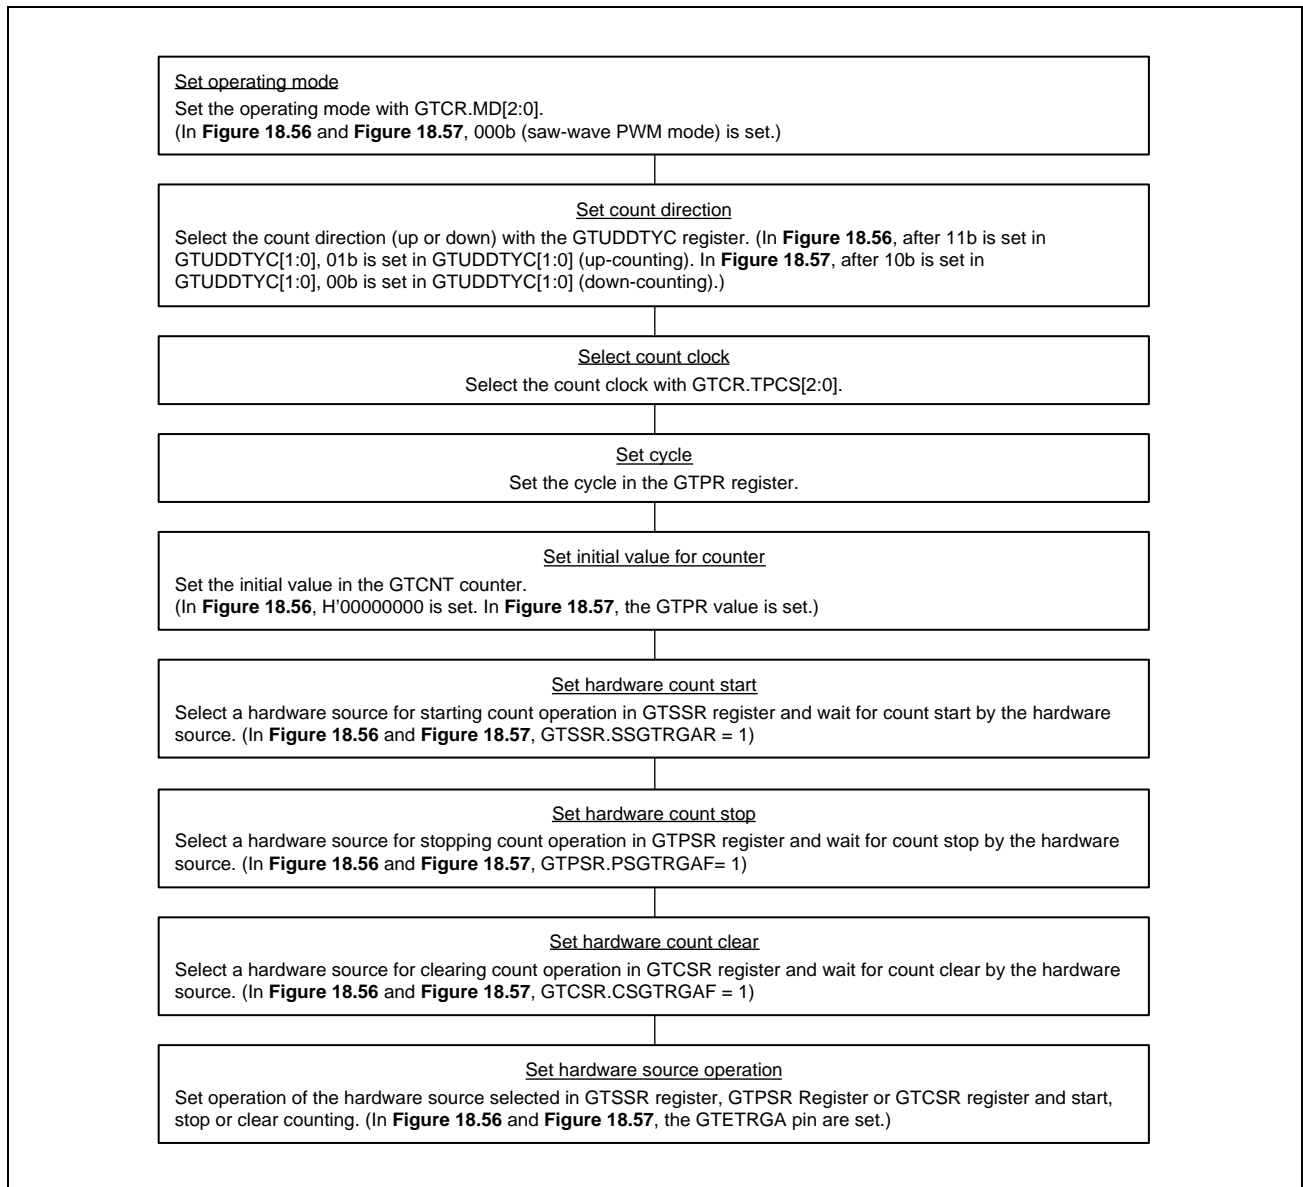 Set operating mode
Set the operating mode with GTCR.MD[2:0].
(In Figure 18.56 and Figure 18.57, 000b (saw-wave PWM mode) is set.)
Set count direction
Select the count direction (up or down) with the GTUDDTYC register. (In Figure 18.56, after 11b is set in
GTUDDTYC[1:0], 01b is set in GTUDDTYC[1:0] (up-counting). In Figure 18.57, after 10b is set in
GTUDDTYC[1:0], 00b is set in GTUDDTYC[1:0] (down-counting).)
Select count clock
Select the count clock with GTCR.TPCS[2:0].
Set cycle
Set the cycle in the GTPR register.
Set initial value for counter
Set the initial value in the GTCNT counter.
(In Figure 18.56, H'00000000 is set. In Figure 18.57, the GTPR value is set.)
Set hardware count start
Select a hardware source for starting count operation in GTSSR register and wait for count start by the hardware
source. (In Figure 18.56 and Figure 18.57, GTSSR.SSGTRGAR = 1)
Set hardware count stop
Select a hardware source for stopping count operation in GTPSR register and wait for count stop by the hardware
source. (In Figure 18.56 and Figure 18.57, GTPSR.PSGTRGAF= 1)
Set hardware count clear
Select a hardware source for clearing count operation in GTCSR register and wait for count clear by the hardware
source. (In Figure 18.56 and Figure 18.57, GTCSR.CSGTRGAF = 1)
Set hardware source operation
Set operation of the hardware source selected in GTSSR register, GTPSR Register or GTCSR register and start,
stop or clear counting. (In Figure 18.56 and Figure 18.57, the GTETRGA pin are set.)